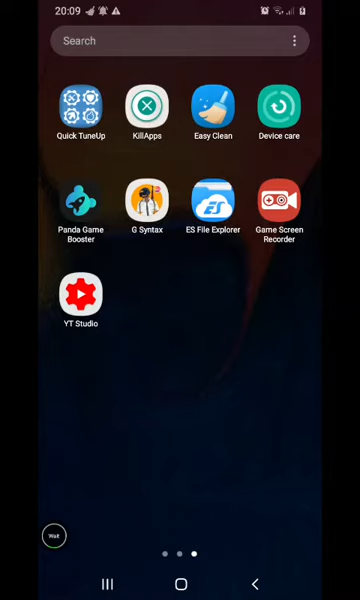 20:09
Search
Quick TuneUp
KillApps
Easy Clean
Device care
Panda Game
Booster
G Syntax
ES File Explorer
Game Screen
Recorder
YT Studio
Wait